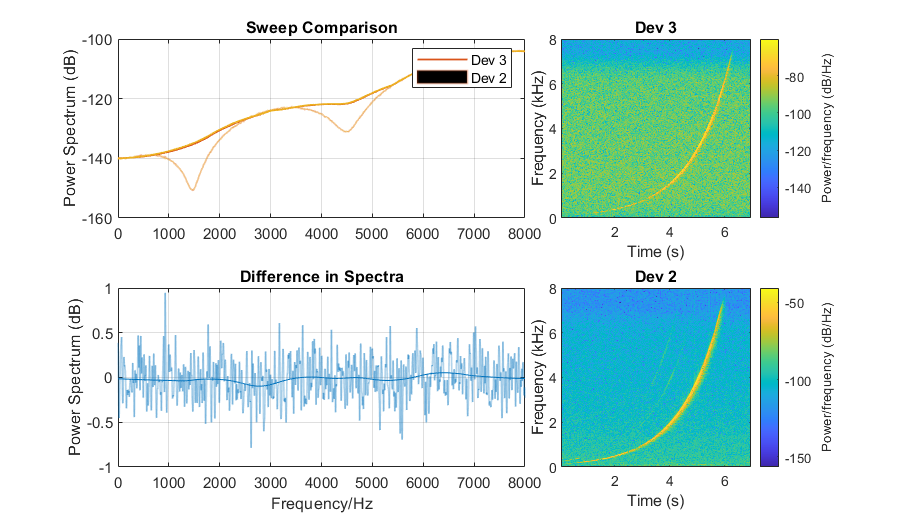 Sweep Comparison
Power Spectrum (dB)
-100
-120
-140
-160
0 1000 2000 3000 4000 5000 6000 7000 8000
Dev 3
Dev 2
Dev 3
Frequency (kHz)
8
6
4
2
0
2 4 6
Time (s)
-80
-100
-120
-140
Power/frequency (dB/Hz)
Difference in Spectra
Power Spectrum (dB)
1
0.5
0
-0.5
-1
0 1000 2000 3000 4000 5000 6000 7000 8000
Frequency/Hz
Dev 2
Frequency (kHz)
8
6
4
2
0
2 4 6
Time (s)
-50
-100
-150
Power/frequency (dB/Hz)